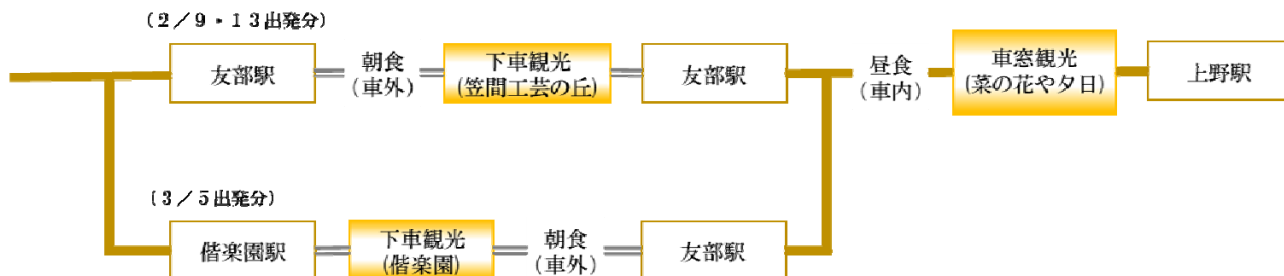 (2/9・13出発分)
友部駅
朝食
(車外)
下車観光
(笠間工芸の丘)
友部駅
昼食
(車内)
車窓観光
(菜の花や夕日)
上野駅
(3/5出発分)
偕楽園駅
下車観光
(偕楽園)
朝食
(車外)
友部駅